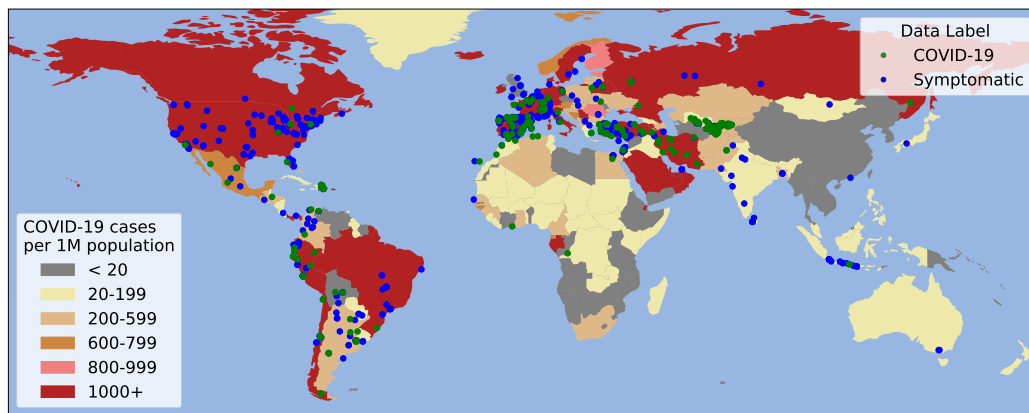 Data Label
COVID-19
Symptomatic
COVID-19 cases
per 1M population
< 20
20-199
200-599
600-799
800-999
1000+